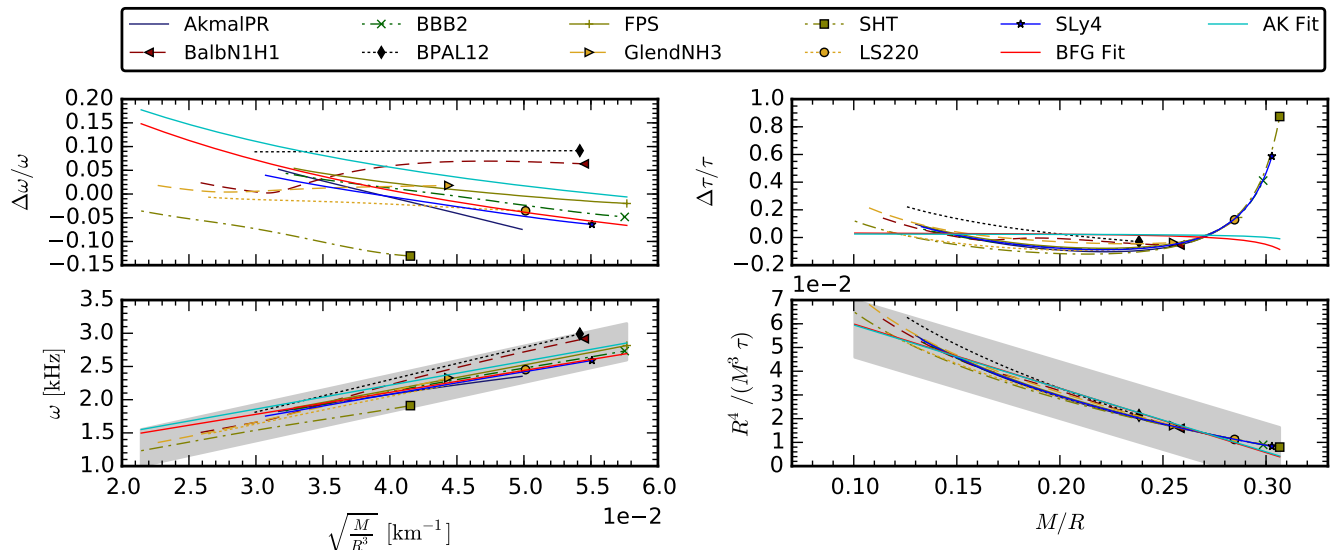 AkmalPR BBB2 FPS SHT SLy4 AK Fit
BalbN1H1 BPAL12 GlendNH3 LS220 BFG Fit
0.20
0.15
0.10
0.05
0.00
−0.05
−0.10
−0.15
Δω/ω
1.0
0.8
0.6
0.4
0.2
0.0
−0.2
Δτ/τ
3.5
3.0
2.5
2.0
1.5
1.0
ω [kHz]
2.0 2.5 3.0 3.5 4.0 4.5 5.0 5.5 6.0
1e−2
√(M/R³) [km⁻¹]
1e−2
7
6
5
4
3
2
1
0
R⁴/(M³ τ)
0.10 0.15 0.20 0.25 0.30
M/R